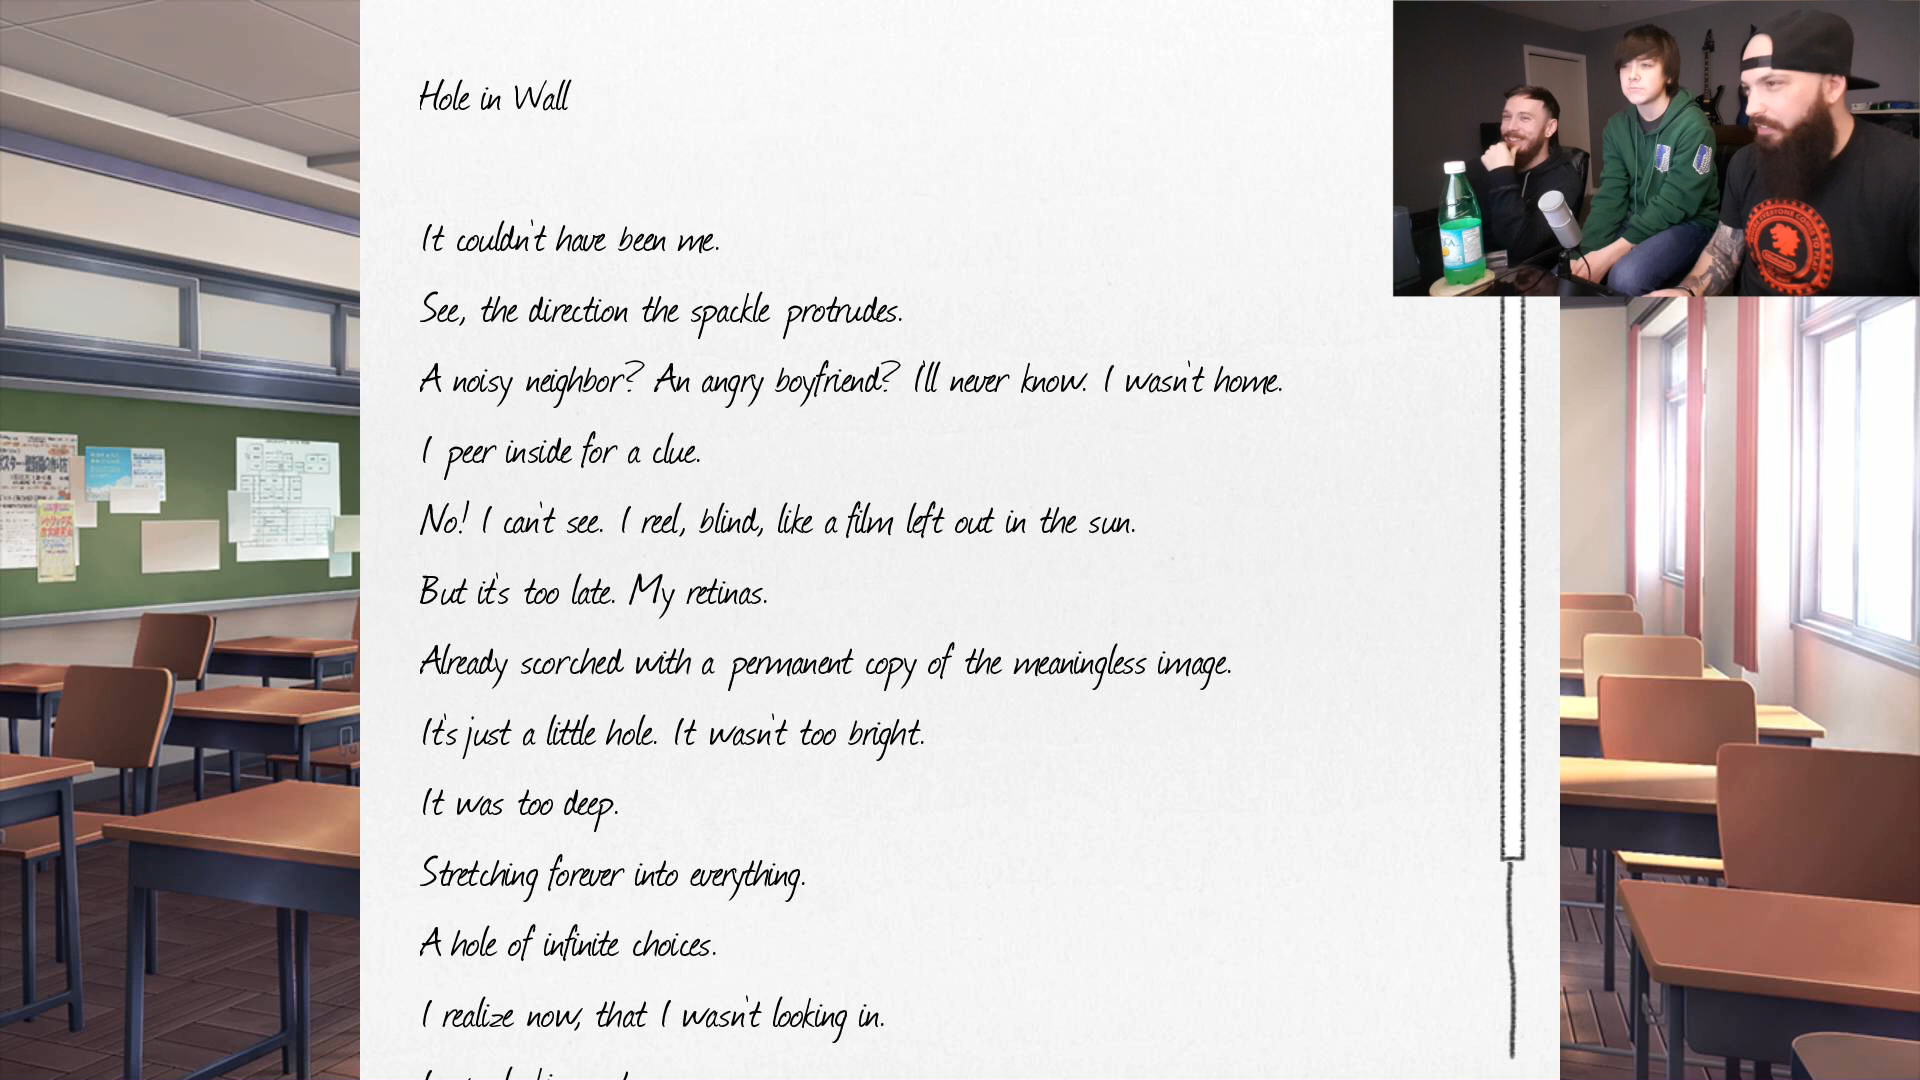 Hole in Wall
It couldn't have been me.
See, the direction the spackle protrudes.
A noisy neighbor? An angry boyfriend? I'll never know. I wasn't home.
I peer inside for a clue.
No! I can't see. I reel, blind, like a film left out in the sun.
But it's too late. My retinas.
Already scorched with a permanent copy of the meaningless image.
It's just a little hole. It wasn't too bright.
It was too deep.
Stretching forever into everything.
A hole of infinite choices.
I realize now, that I wasn't looking in.